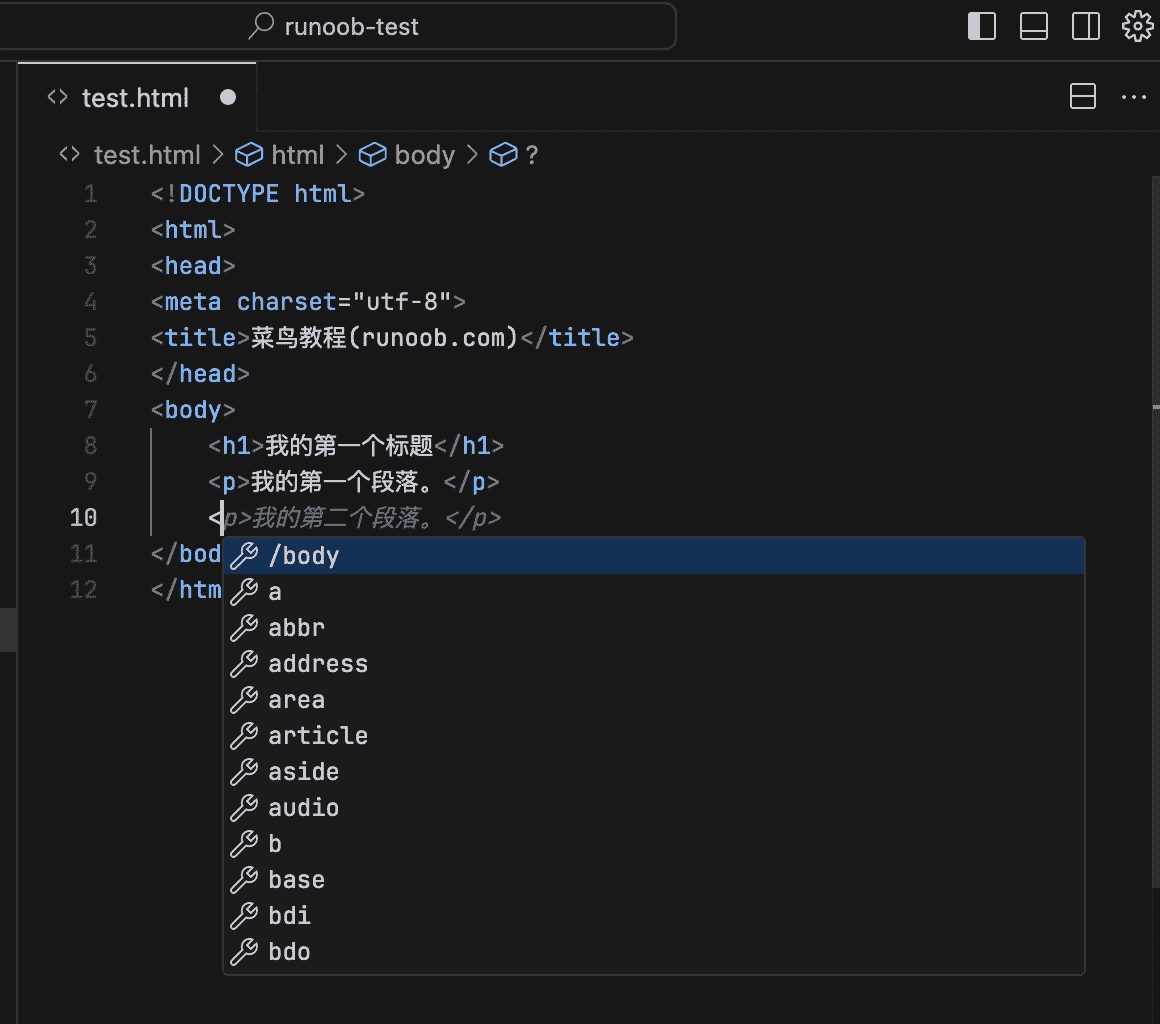 runoob-test
test.html
test.html > html > body > ?
1 <!DOCTYPE html>
2 <html>
3 <head>
4 <meta charset="utf-8">
5 <title>菜鸟教程(runoob.com)</title>
6 </head>
7 <body>
8 <h1>我的第一个标题</h1>
9 <p>我的第一个段落。</p>
10 <p>我的第二个段落。</p>
11 </bod
12 </htm
/body
a
abbr
address
area
article
aside
audio
b
base
bdi
bdo